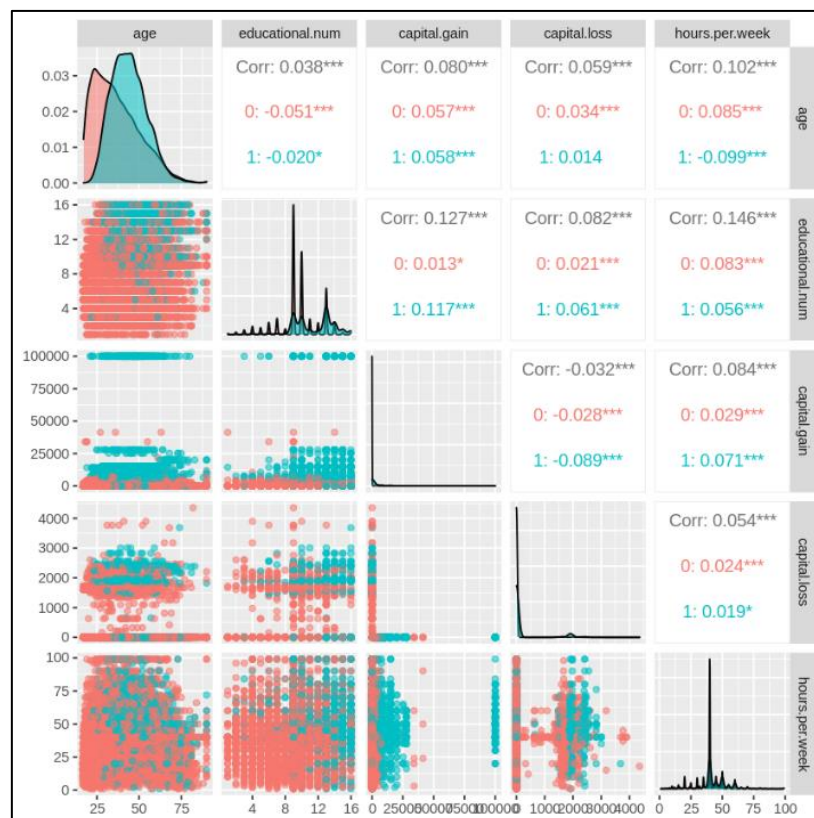 age
educational.num
capital.gain
capital.loss
hours.per.week
0.03
0.02
0.01
0.00
Corr: 0.038***
0: -0.051***
1: -0.020*
Corr: 0.080***
0: 0.057***
1: 0.058***
Corr: 0.059***
0: 0.034***
1: 0.014
Corr: 0.102***
0: 0.085***
1: -0.099***
age
16
12
8
4
Corr: 0.127***
0: 0.013*
1: 0.117***
Corr: 0.082***
0: 0.021***
1: 0.061***
Corr: 0.146***
0: 0.083***
1: 0.056***
educational.num
100000
75000
50000
25000
0
Corr: -0.032***
0: -0.028***
1: -0.089***
Corr: 0.084***
0: 0.029***
1: 0.071***
capital.gain
4000
3000
2000
1000
0
Corr: 0.054***
0: 0.024***
1: 0.019*
capital.loss
100
75
50
25
0
hours.per.week
25 50 75
4 8 12 16
0 25000 50000 75000 100000
0 1000 2000 3000 4000
0 25 50 75 100